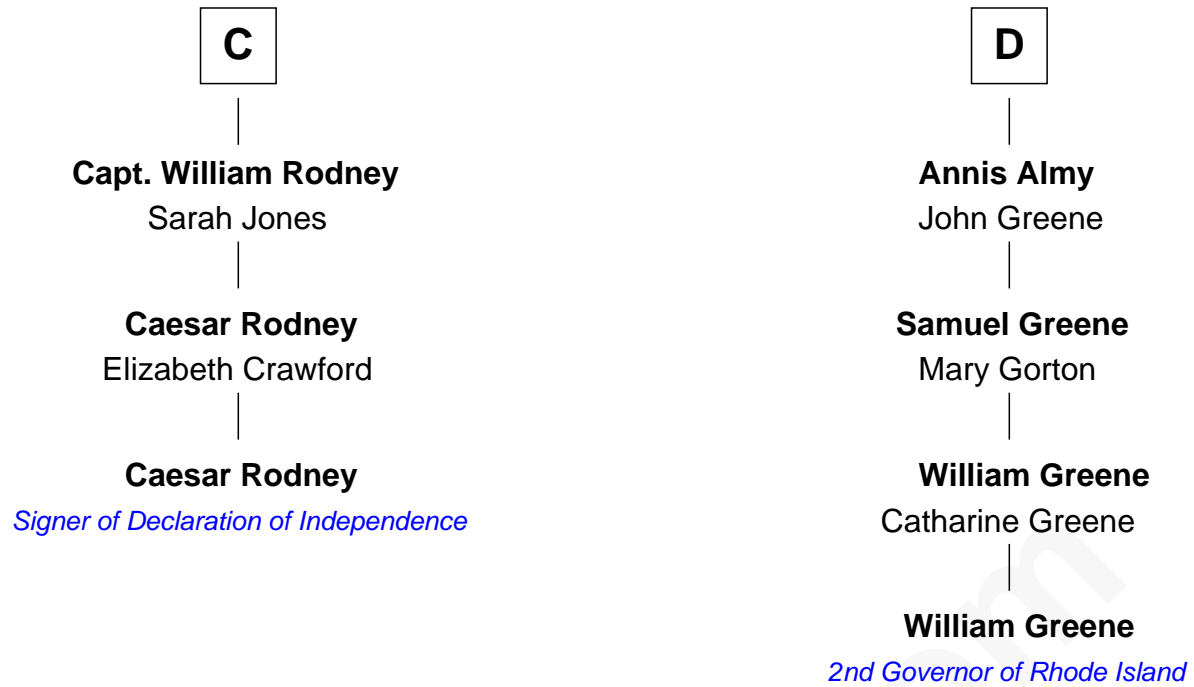 C
Capt. William Rodney
Sarah Jones
Caesar Rodney
Elizabeth Crawford
Caesar Rodney
Signer of Declaration of Independence
D
Annis Almy
John Greene
Samuel Greene
Mary Gorton
William Greene
Catharine Greene
William Greene
2nd Governor of Rhode Island
om